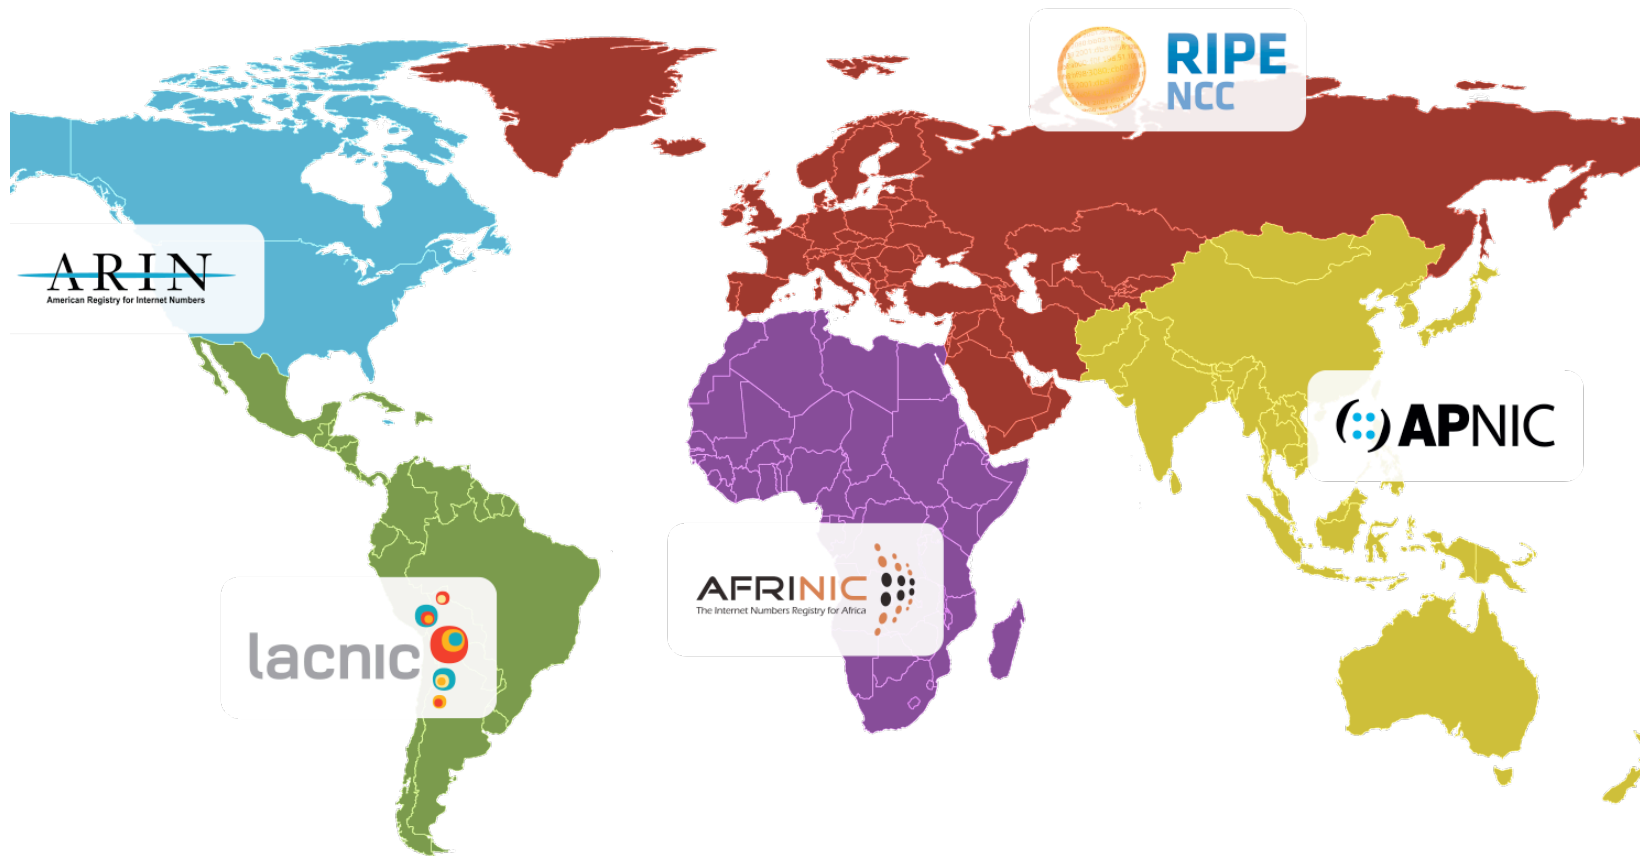 RIPE
NCC
ARIN
American Registry for Internet Numbers
APNIC
AFRINIC
The Internet Numbers Registry for Africa
lacnic